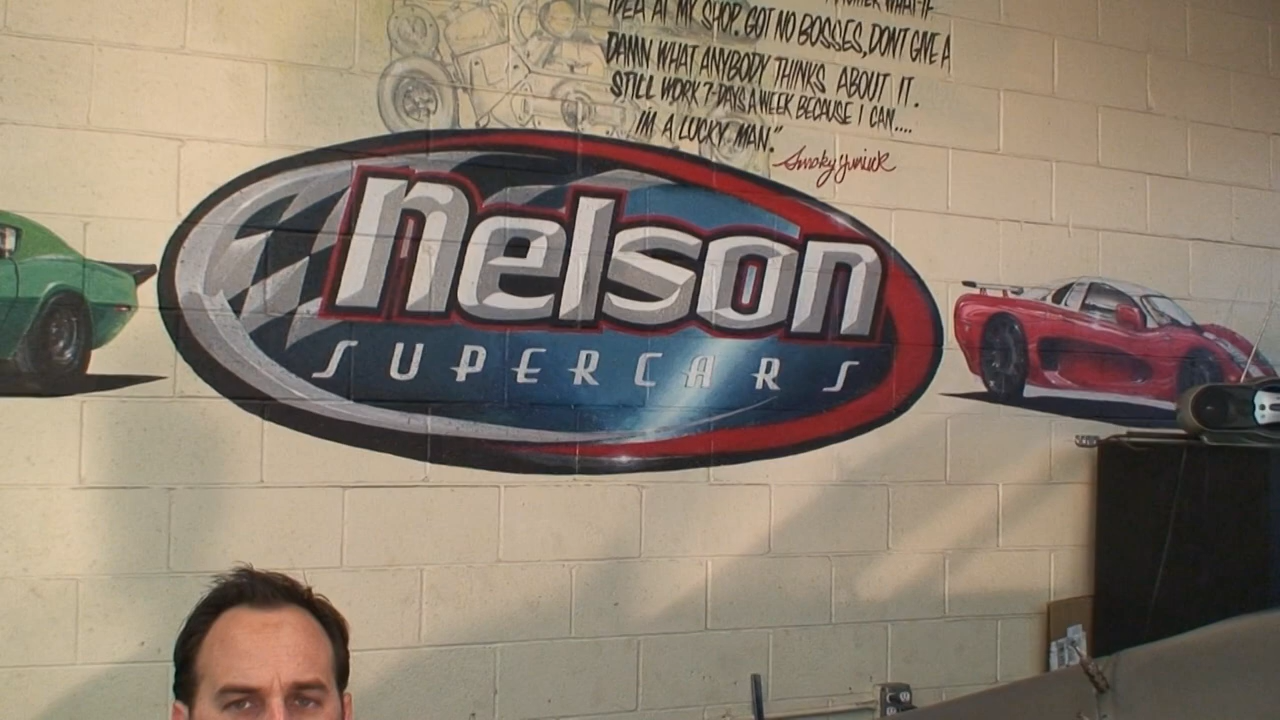 IDEA AT MY SHOP. GOT NO BOSSES, DON'T GIVE A
DAMN WHAT ANYBODY THINKS ABOUT IT.
STILL WORK 7-DAYS A WEEK BECAUSE I CAN....
I'M A LUCKY MAN."
Smoky Yunick
nelson
SUPERCARS